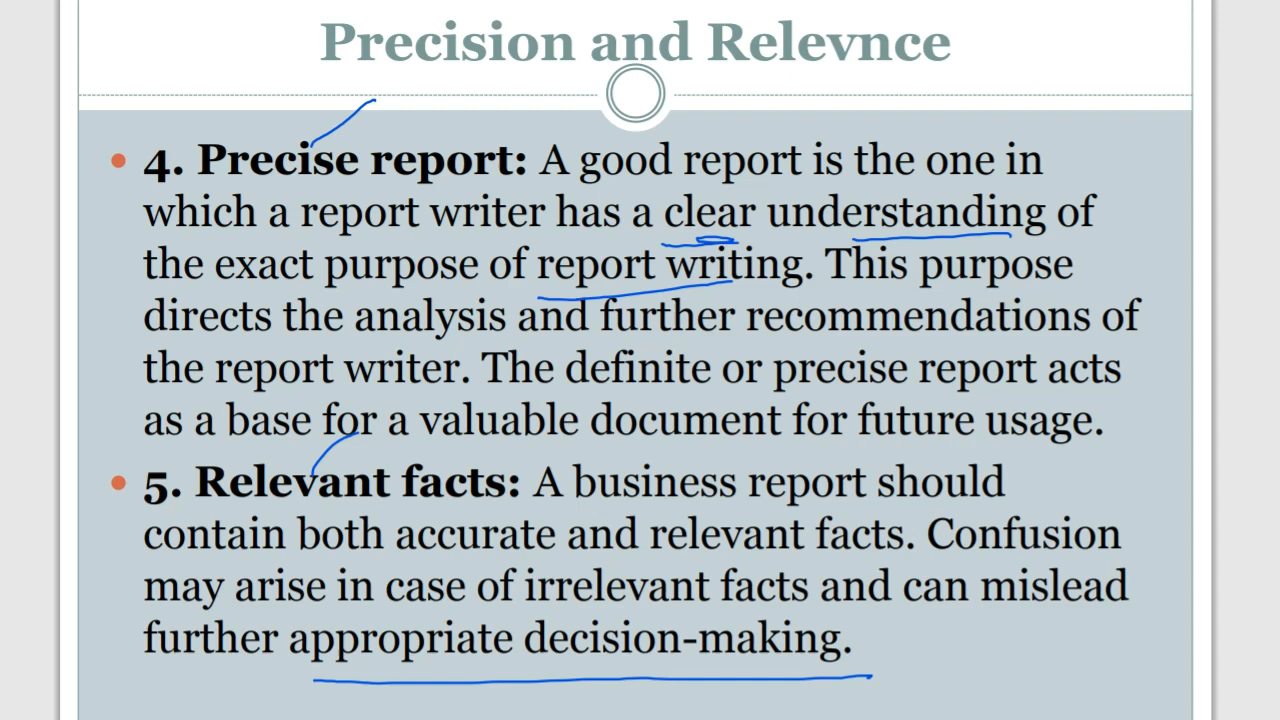 Precision and Relevnce
• 4. Precise report: A good report is the one in
which a report writer has a clear understanding of
the exact purpose of report writing. This purpose
directs the analysis and further recommendations of
the report writer. The definite or precise report acts
as a base for a valuable document for future usage.
• 5. Relevant facts: A business report should
contain both accurate and relevant facts. Confusion
may arise in case of irrelevant facts and can mislead
further appropriate decision-making.